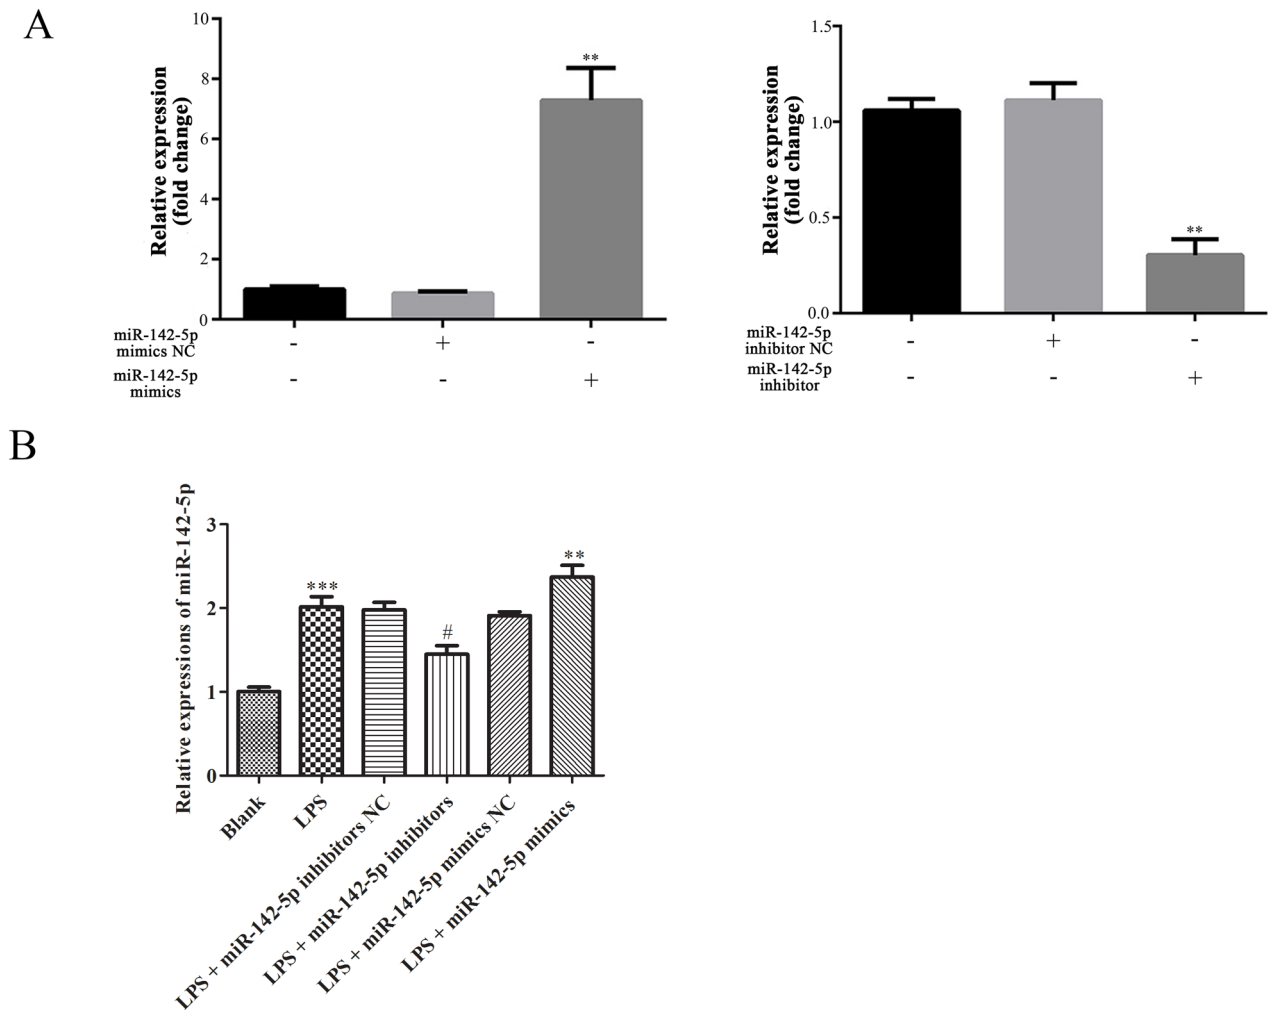 A
Relative expression
(fold change)
10
8
6
4
2
0
**
miR-142-5p
mimics NC
- + -
miR-142-5p
mimics
- - +
Relative expression
(fold change)
1.5
1.0
0.5
0.0
**
miR-142-5p
inhibitor NC
- + -
miR-142-5p
inhibitor
- - +
B
Relative expressions of miR-142-5p
3
2
1
0
***
#
**
Blank
LPS
LPS + miR-142-5p inhibitors NC
LPS + miR-142-5p inhibitors
LPS + miR-142-5p mimics NC
LPS + miR-142-5p mimics